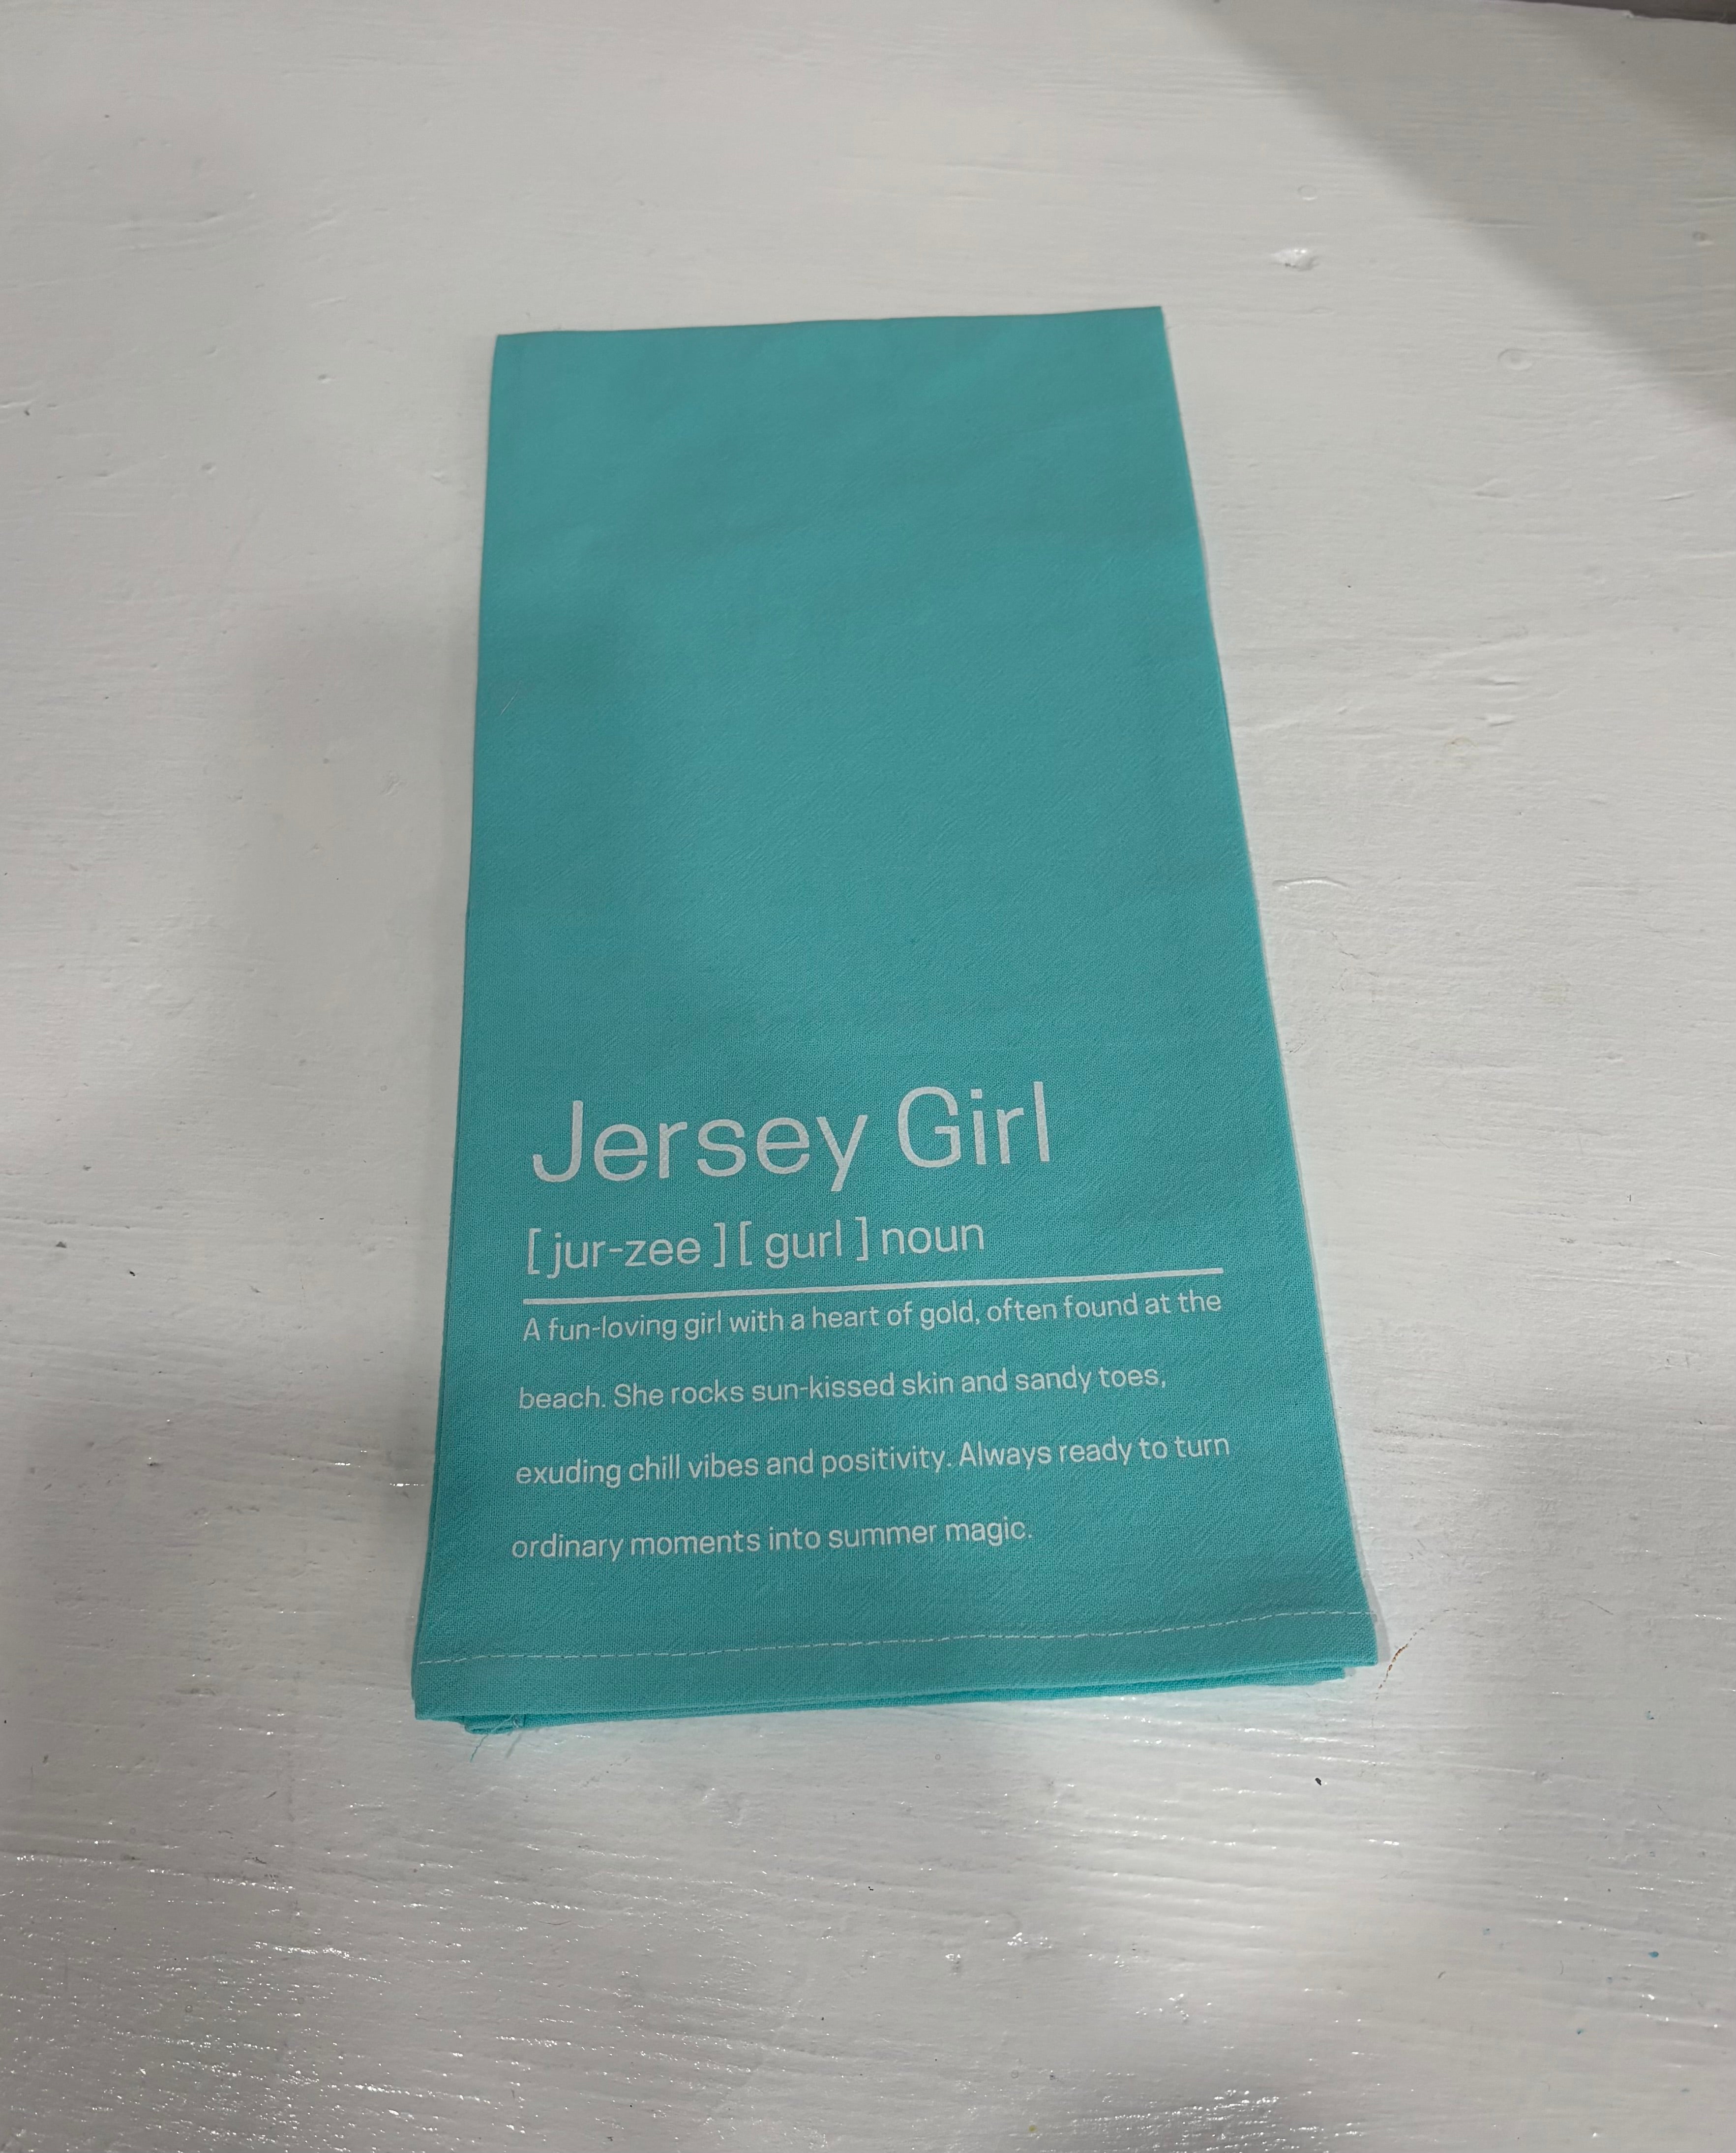 Jersey Girl
[ jur-zee ] [ gurl ] noun
A fun-loving girl with a heart of gold, often found at the
beach. She rocks sun-kissed skin and sandy toes,
exuding chill vibes and positivity. Always ready to turn
ordinary moments into summer magic.